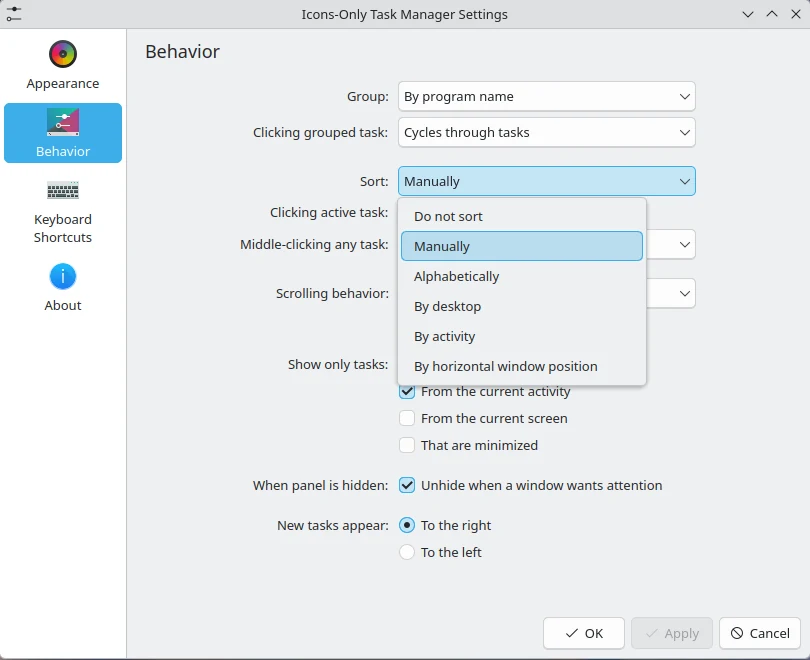 Icons-Only Task Manager Settings
Appearance
Behavior
Keyboard
Shortcuts
About
Behavior
Group: By program name
Clicking grouped task: Cycles through tasks
Sort: Manually
Clicking active task:
Do not sort
Middle-clicking any task:
Manually
Alphabetically
Scrolling behavior:
By desktop
By activity
Show only tasks:
By horizontal window position
From the current activity
From the current screen
That are minimized
When panel is hidden: Unhide when a window wants attention
New tasks appear: To the right
To the left
OK Apply Cancel